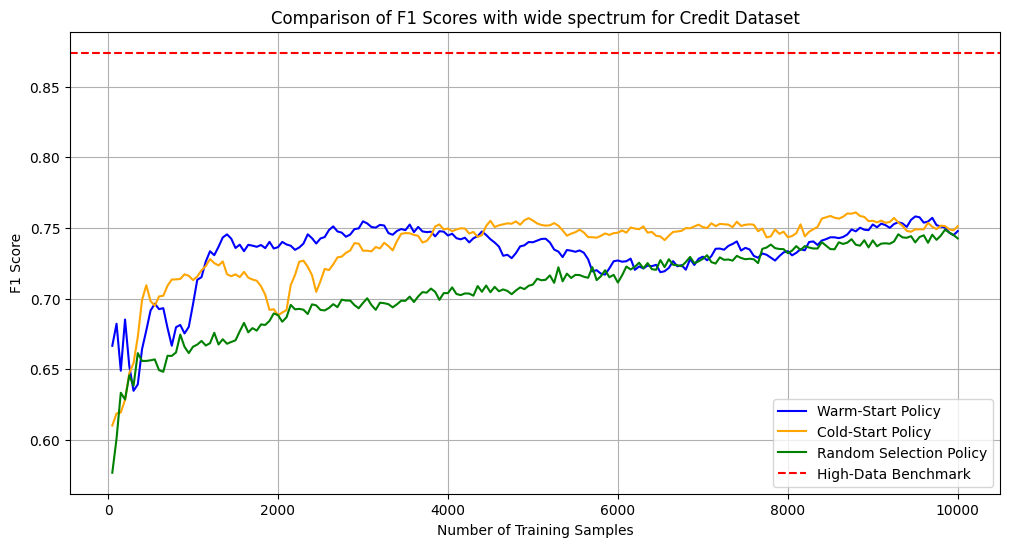 Comparison of F1 Scores with wide spectrum for Credit Dataset
F1 Score
0.85
0.80
0.75
0.70
0.65
0.60
0
2000
4000
6000
8000
10000
Number of Training Samples
Warm-Start Policy
Cold-Start Policy
Random Selection Policy
High-Data Benchmark